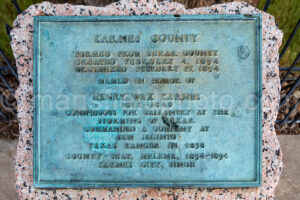 KARNES COUNTY
FORMED FROM BEXAR COUNTY
CREATED FEBRUARY 4, 1854
ORGANIZED FEBRUARY 27, 1854
NAMED IN HONOR OF
HENRY WAX KARNES
1812-1840
CONSPICUOUS FOR GALLANTRY AT THE
STORMING OF BEXAR
COMMANDED A COMPANY AT
SAN JACINTO
TEXAS RANGER IN 1838
COUNTY SEAT, HELENA, 1854-1894
KARNES CITY, SINCE